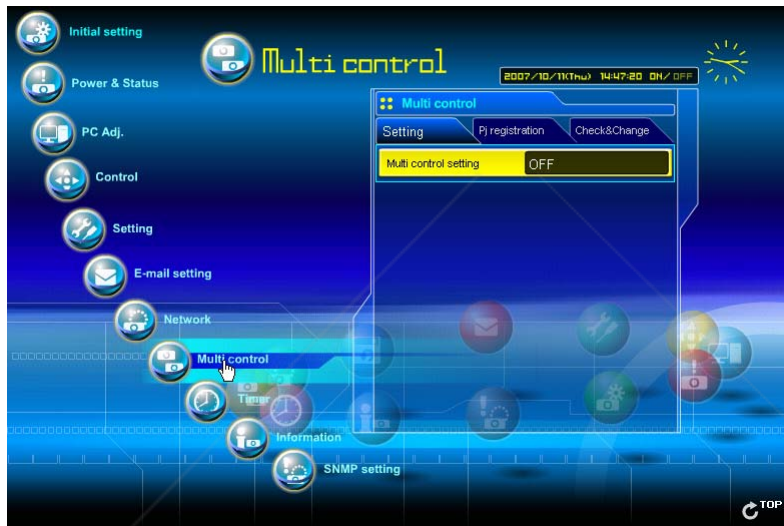 Initial setting
Multi control
Power & Status
2007/10/11(Thu) 14:47:20 ON/OFF
Multi control
PC Adj.
Setting
Pj registration
Check&Change
Multi control setting
OFF
Control
Setting
E-mail setting
Network
Multi control
Timer
Information
SNMP setting
TOP